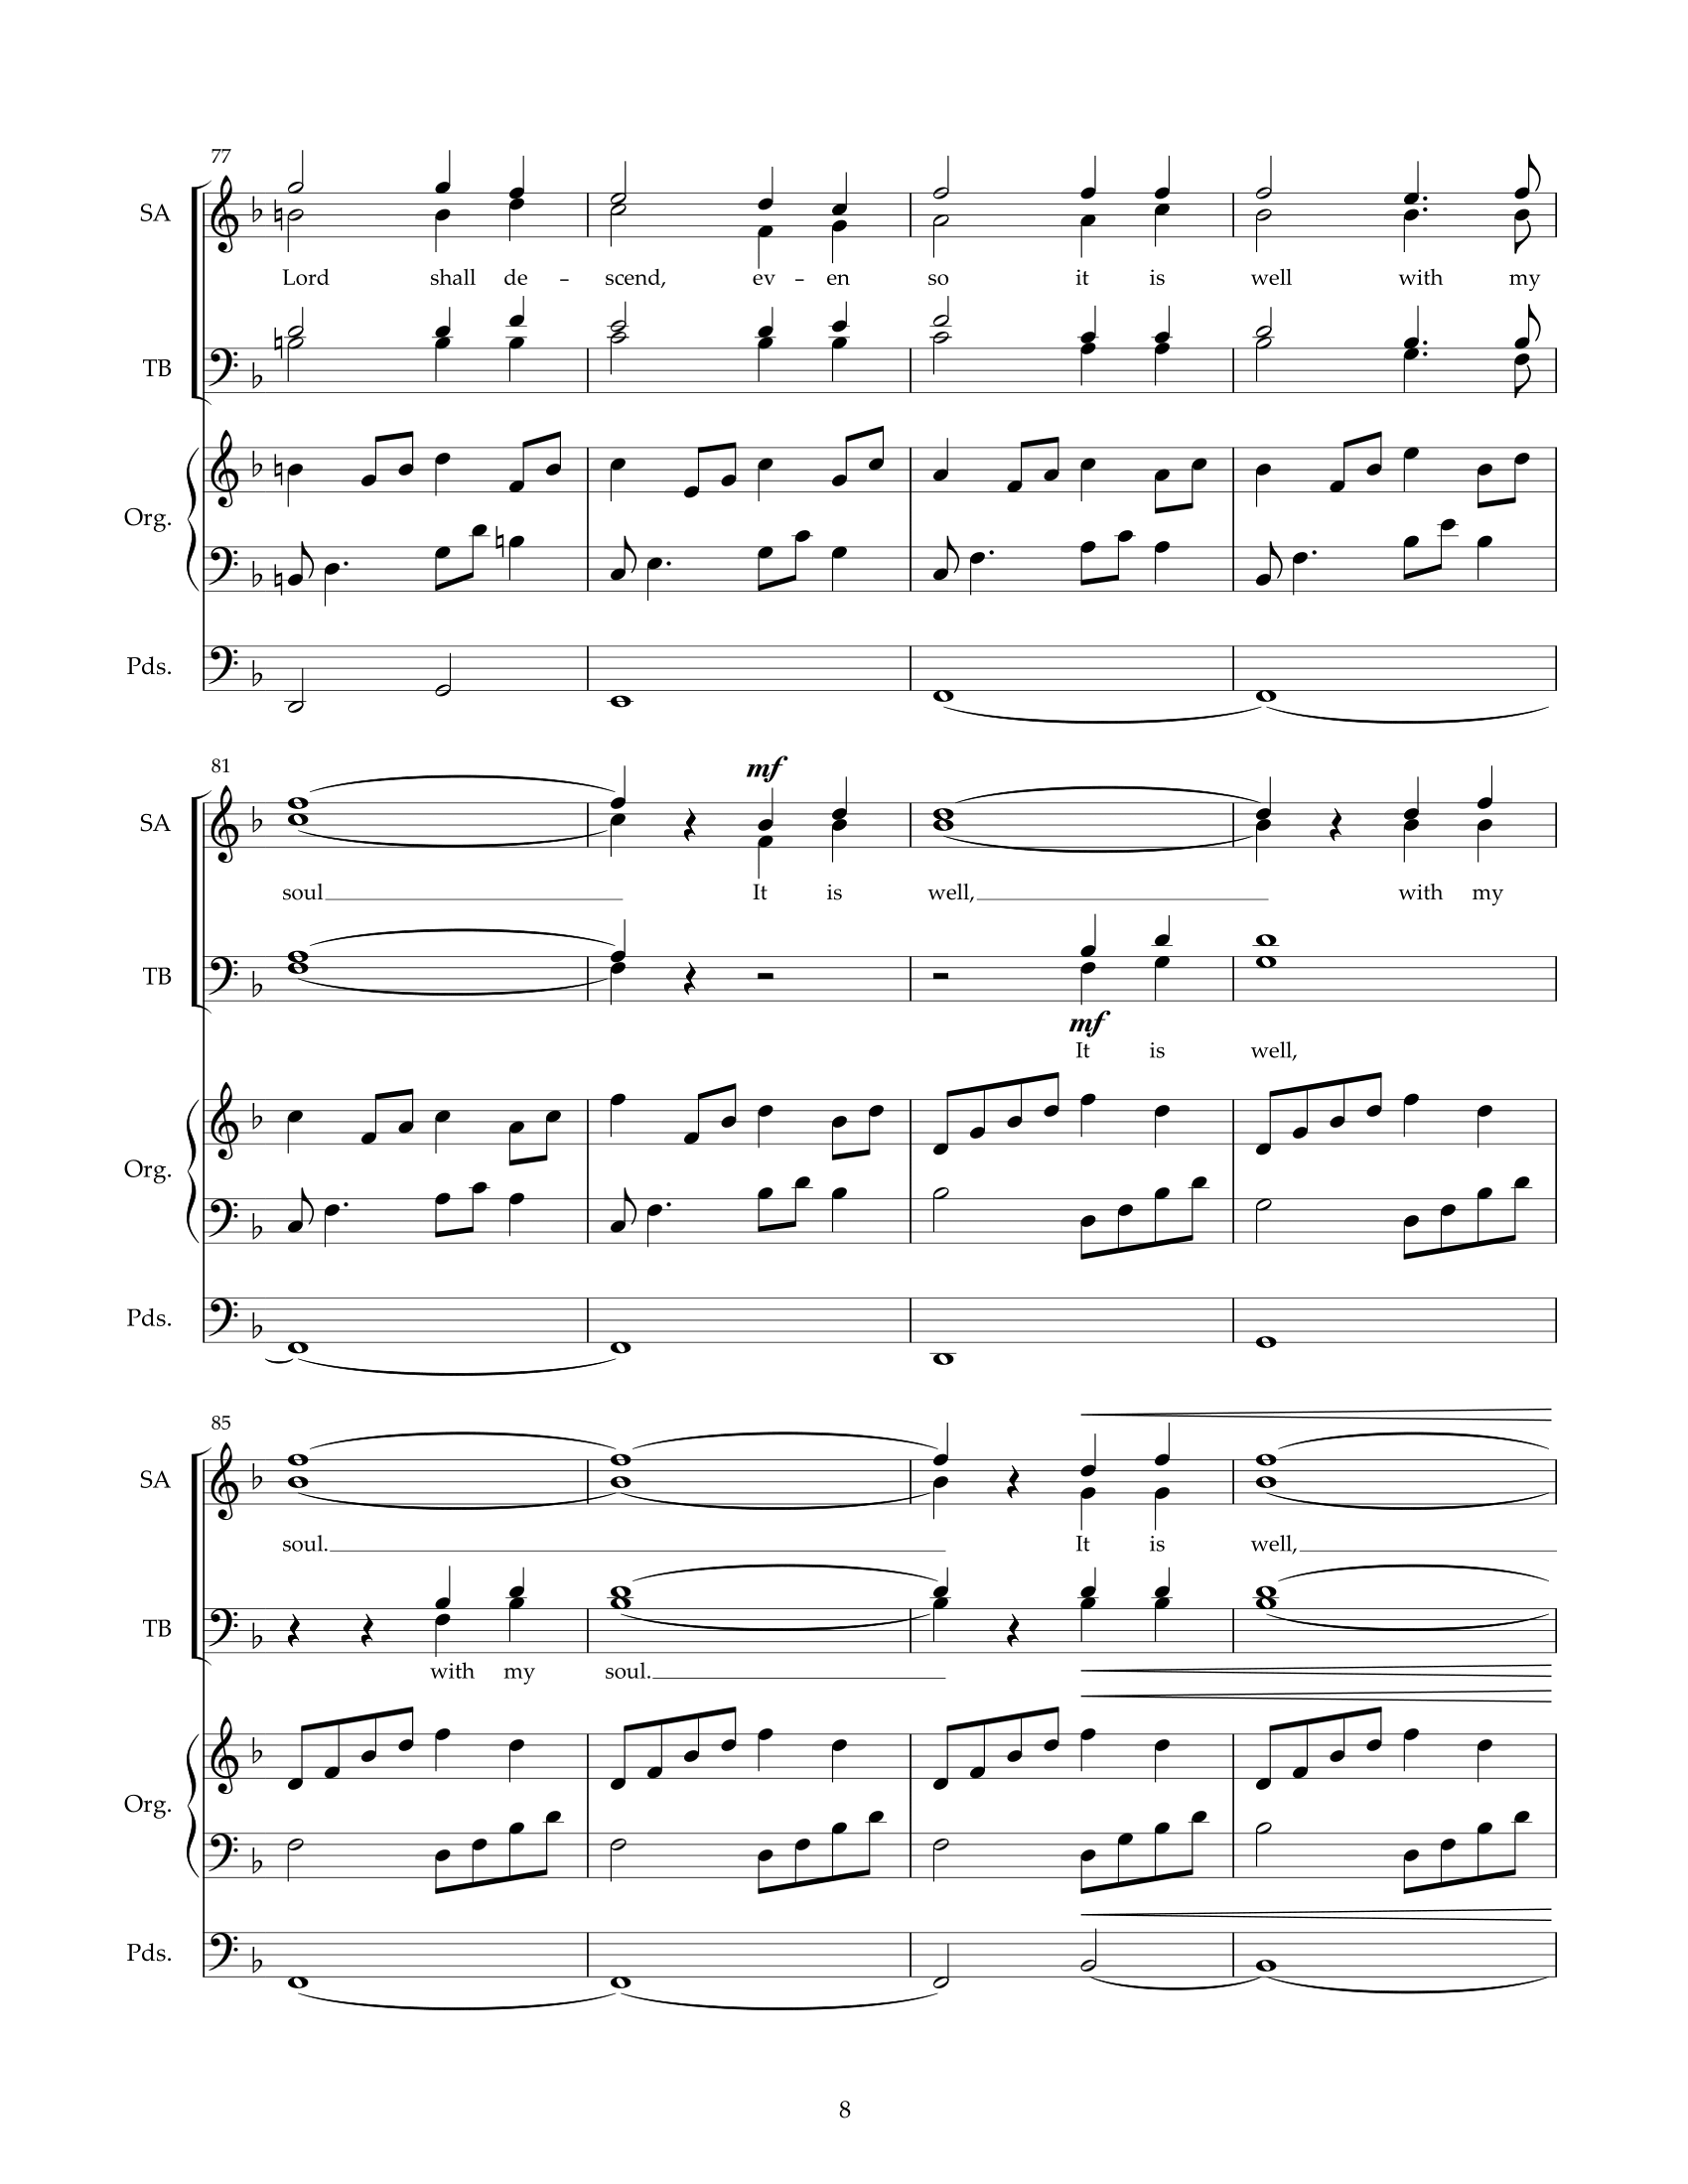 77
SA
Lord shall de - scend, ev - en so it is well with my
TB
Org.
Pds.
81
mf
SA
soul It is well, with my
TB
mf
It is well,
Org.
Pds.
85
SA
soul. It is well,
TB
with my soul.
Org.
Pds.
8